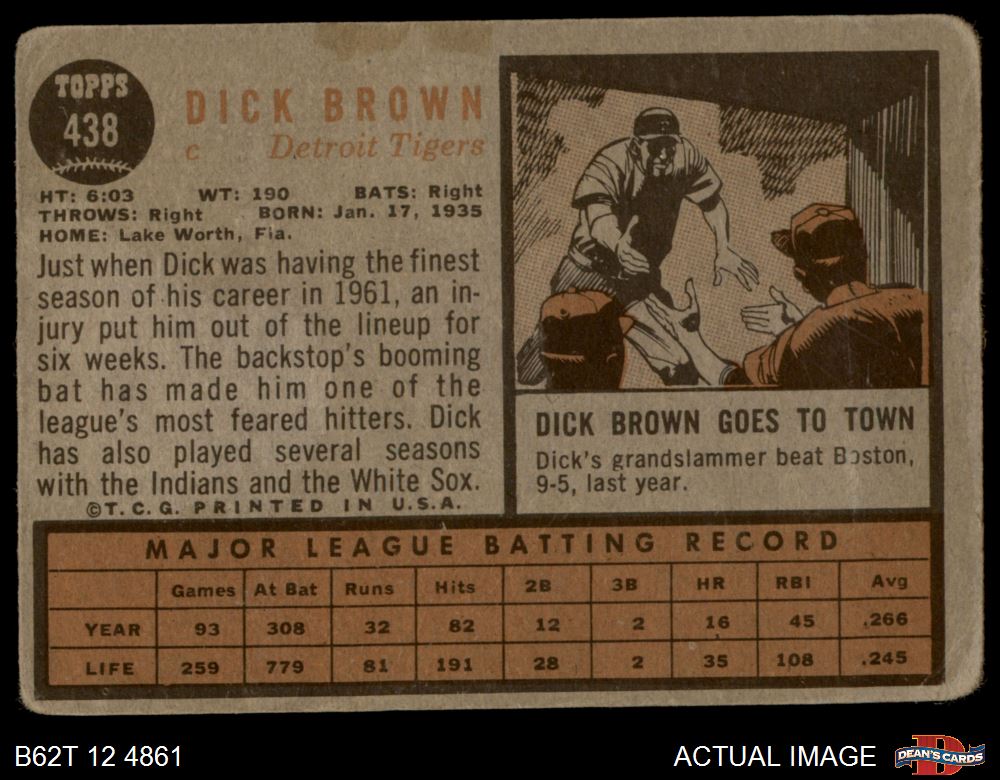 TOPPS
438
DICK BROWN
c Detroit Tigers
HT: 6:03 WT: 190 BATS: Right
THROWS: Right BORN: Jan. 17, 1935
HOME: Lake Worth, Fla.
Just when Dick was having the finest
season of his career in 1961, an in-
jury put him out of the lineup for
six weeks. The backstop's booming
bat has made him one of the
league's most feared hitters. Dick
has also played several seasons
with the Indians and the White Sox.
©T.C.G. PRINTED IN U.S.A.
DICK BROWN GOES TO TOWN
Dick's grandslammer beat Boston,
9-5, last year.
MAJOR LEAGUE BATTING RECORD
Games At Bat Runs Hits 2B 3B HR RBI Avg
YEAR 93 308 32 82 12 2 16 45 .266
LIFE 259 779 81 191 28 2 35 108 .245
B62T 12 4861
ACTUAL IMAGE
DEAN'S CARDS